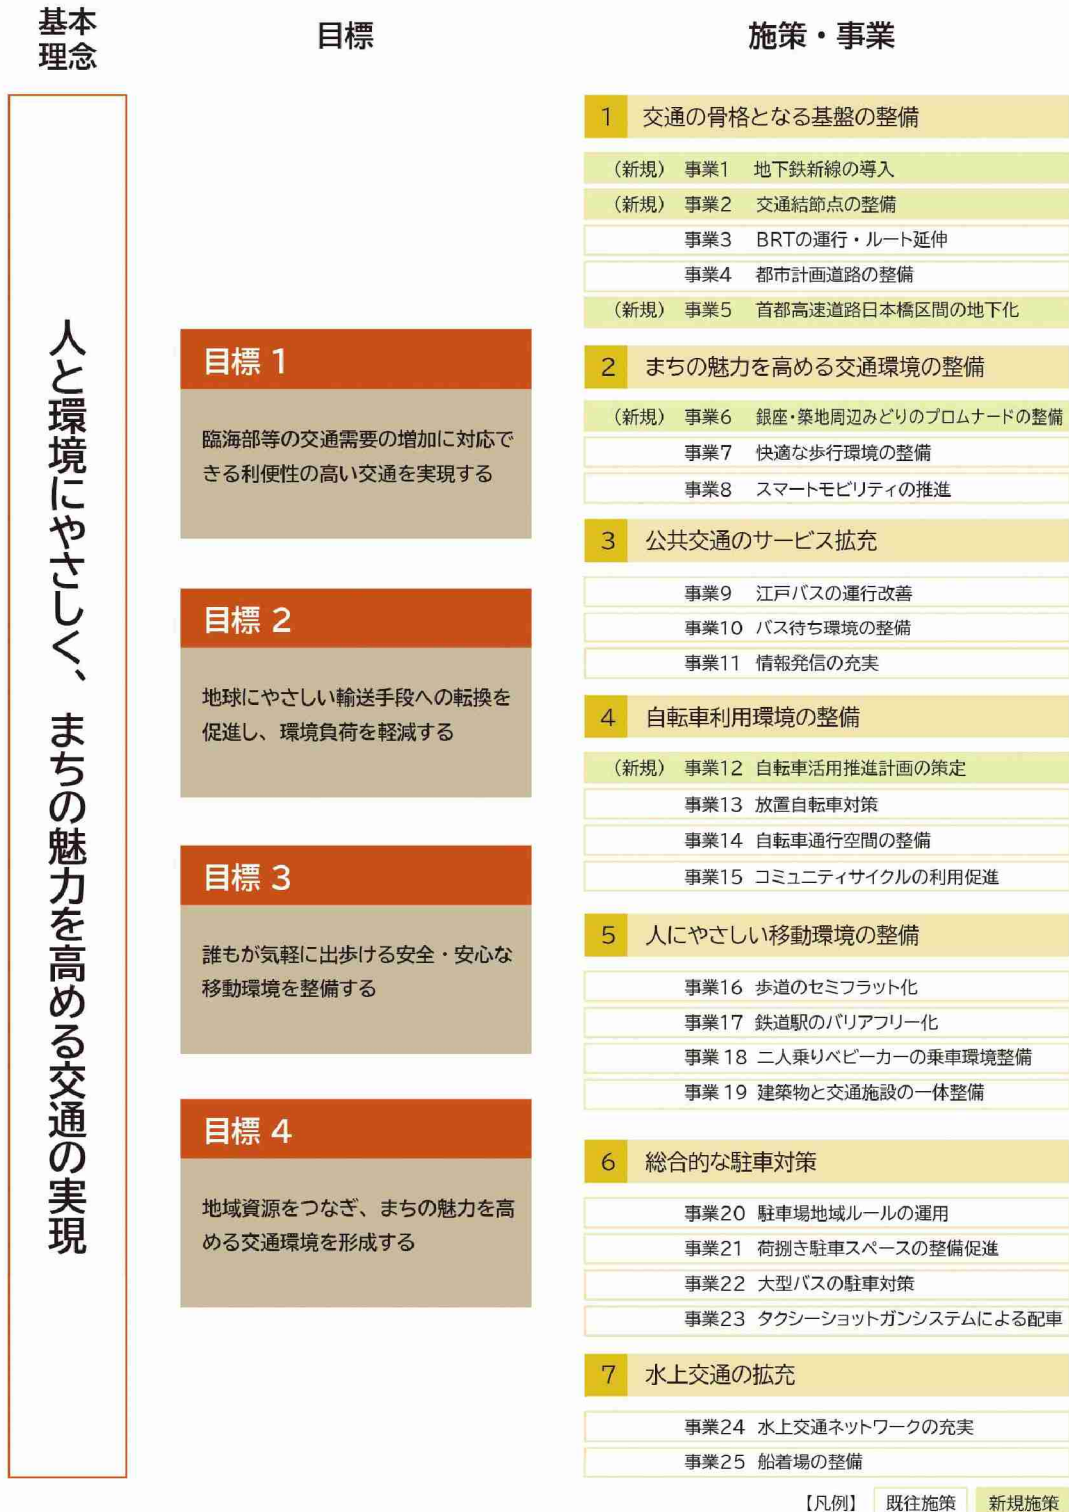 基本
理念
目標
施策・事業
人と環境にやさしく、まちの魅力を高める交通の実現
目標 1
臨海部等の交通需要の増加に対応で
きる利便性の高い交通を実現する
目標 2
地球にやさしい輸送手段への転換を
促進し、環境負荷を軽減する
目標 3
誰もが気軽に出歩ける安全・安心な
移動環境を整備する
目標 4
地域資源をつなぎ、まちの魅力を高
める交通環境を形成する
1 交通の骨格となる基盤の整備
（新規） 事業1 地下鉄新線の導入
（新規） 事業2 交通結節点の整備
事業3 BRTの運行・ルート延伸
事業4 都市計画道路の整備
（新規） 事業5 首都高速道路日本橋区間の地下化
2 まちの魅力を高める交通環境の整備
（新規） 事業6 銀座・築地周辺みどりのプロムナードの整備
事業7 快適な歩行環境の整備
事業8 スマートモビリティの推進
3 公共交通のサービス拡充
事業9 江戸バスの運行改善
事業10 バス待ち環境の整備
事業11 情報発信の充実
4 自転車利用環境の整備
（新規） 事業12 自転車活用推進計画の策定
事業13 放置自転車対策
事業14 自転車通行空間の整備
事業15 コミュニティサイクルの利用促進
5 人にやさしい移動環境の整備
事業16 歩道のセミフラット化
事業17 鉄道駅のバリアフリー化
事業18 二人乗りベビーカーの乗車環境整備
事業19 建築物と交通施設の一体整備
6 総合的な駐車対策
事業20 駐車場地域ルールの運用
事業21 荷捌き駐車スペースの整備促進
事業22 大型バスの駐車対策
事業23 タクシーショットガンシステムによる配車
7 水上交通の拡充
事業24 水上交通ネットワークの充実
事業25 船着場の整備
【凡例】 既往施策 新規施策